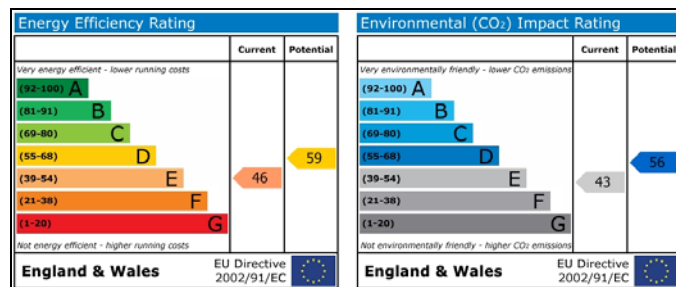 Energy Efficiency Rating
Current Potential
Very energy efficient - lower running costs
(92-100) A
(81-91) B
(69-80) C
(55-68) D
59
(39-54) E
46
(21-38) F
(1-20) G
Not energy efficient - higher running costs
England & Wales
EU Directive
2002/91/EC
Environmental (CO₂) Impact Rating
Current Potential
Very environmentally friendly - lower CO₂ emissions
(92-100) A
(81-91) B
(69-80) C
(55-68) D
56
(39-54) E
43
(21-38) F
(1-20) G
Not environmentally friendly - higher CO₂ emissions
England & Wales
EU Directive
2002/91/EC